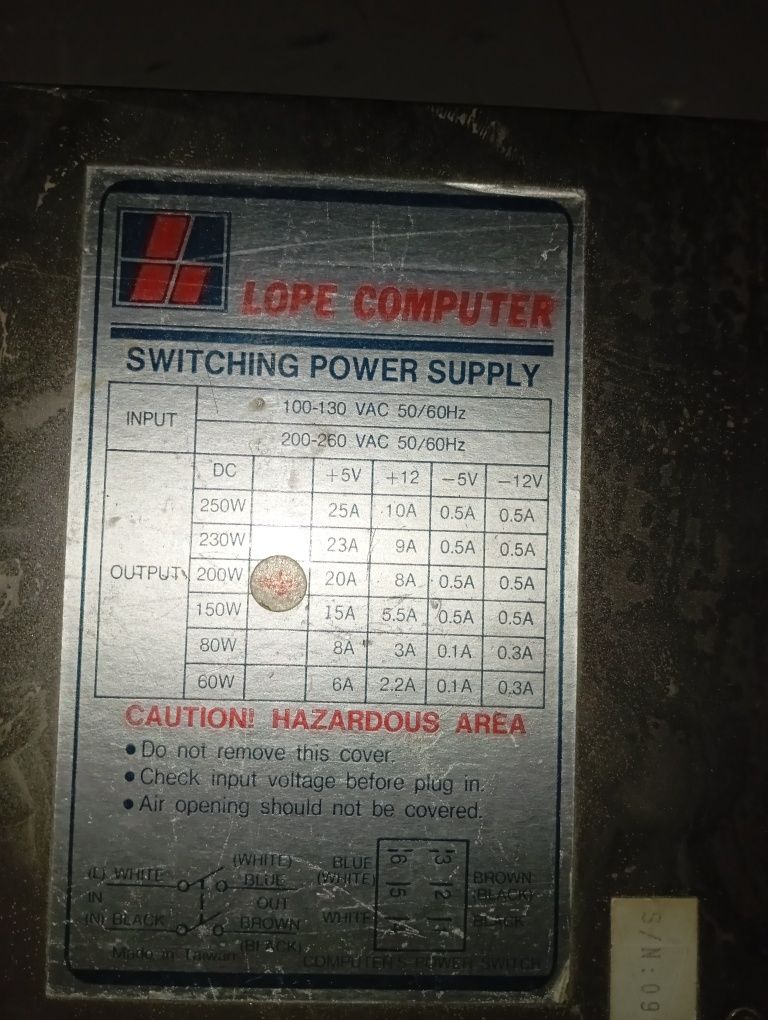 LOPE COMPUTER
SWITCHING POWER SUPPLY
INPUT 100-130 VAC 50/60Hz
200-260 VAC 50/60Hz
OUTPUT DC +5V +12 -5V -12V
250W 25A 10A 0.5A 0.5A
230W 23A 9A 0.5A 0.5A
200W 20A 8A 0.5A 0.5A
150W 15A 5.5A 0.5A 0.5A
80W 8A 3A 0.1A 0.3A
60W 6A 2.2A 0.1A 0.3A
CAUTION! HAZARDOUS AREA
• Do not remove this cover.
• Check input voltage before plug in.
• Air opening should not be covered.
(L) WHITE (WHITE) BLUE
IN OUT
(N) BLACK BROWN (BLACK)
BLUE (WHITE) 6 3 BROWN (BLACK)
5 2
WHITE 4 1 BLACK
Made in Taiwan
COMPUTER'S POWER SWITCH
S/N:09